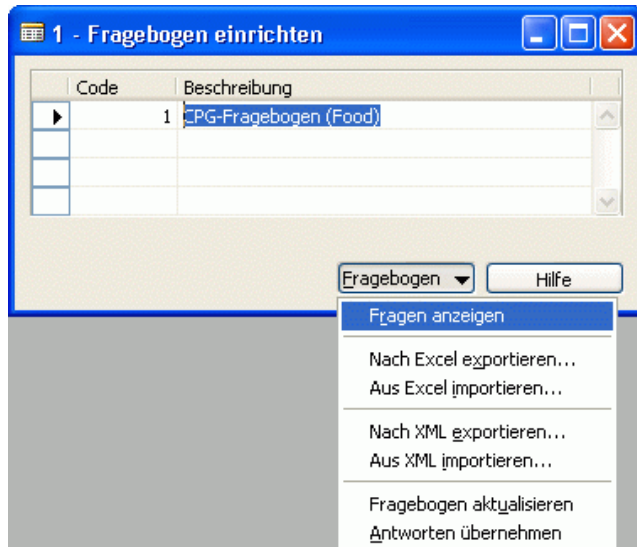 1 - Fragebogen einrichten
Code Beschreibung
1 CPG-Fragebogen (Food)
Fragebogen Hilfe
Fragen anzeigen
Nach Excel exportieren...
Aus Excel importieren...
Nach XML exportieren...
Aus XML importieren...
Fragebogen aktualisieren
Antworten übernehmen